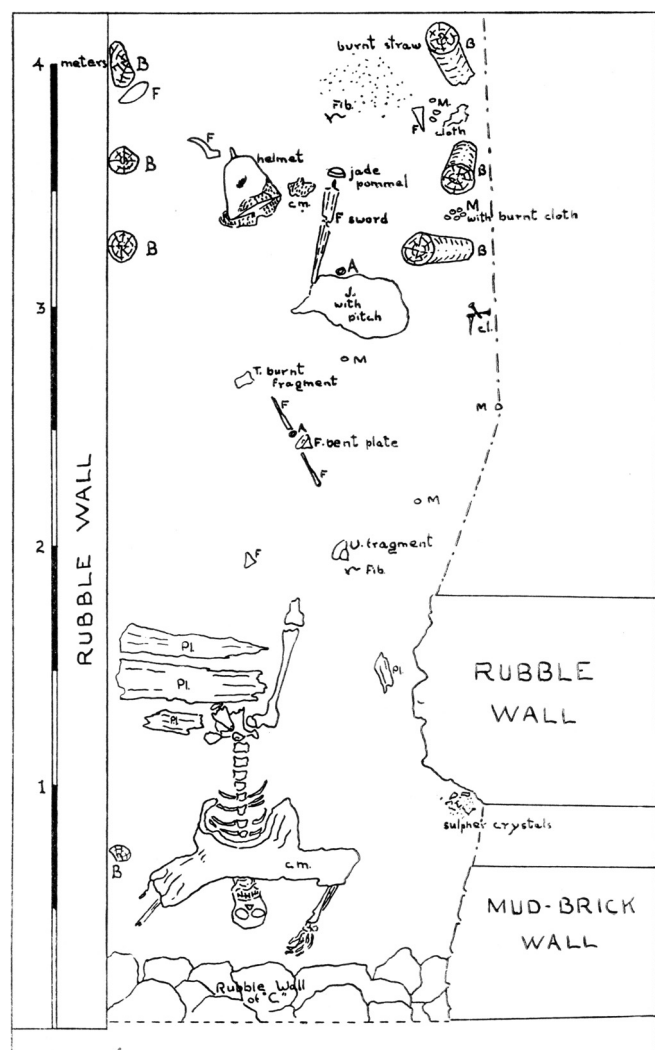 burnt straw
B
4 meters
B
F
Fib.
M.
F
cloth
F
helmet
jade
pommel
c.m.
B
B
F sword
M
with burnt cloth
B
B
A
3
J.
with
pitch
cl.
M
T. burnt
fragment
F
M
A
F. bent plate
F
M
2
U. fragment
F
Fib.
RUBBLE WALL
Pl.
Pl.
Pl.
Pl.
RUBBLE
WALL
1
sulpher crystals
B
c.m.
MUD-BRICK
WALL
Rubble Wall
of "C"